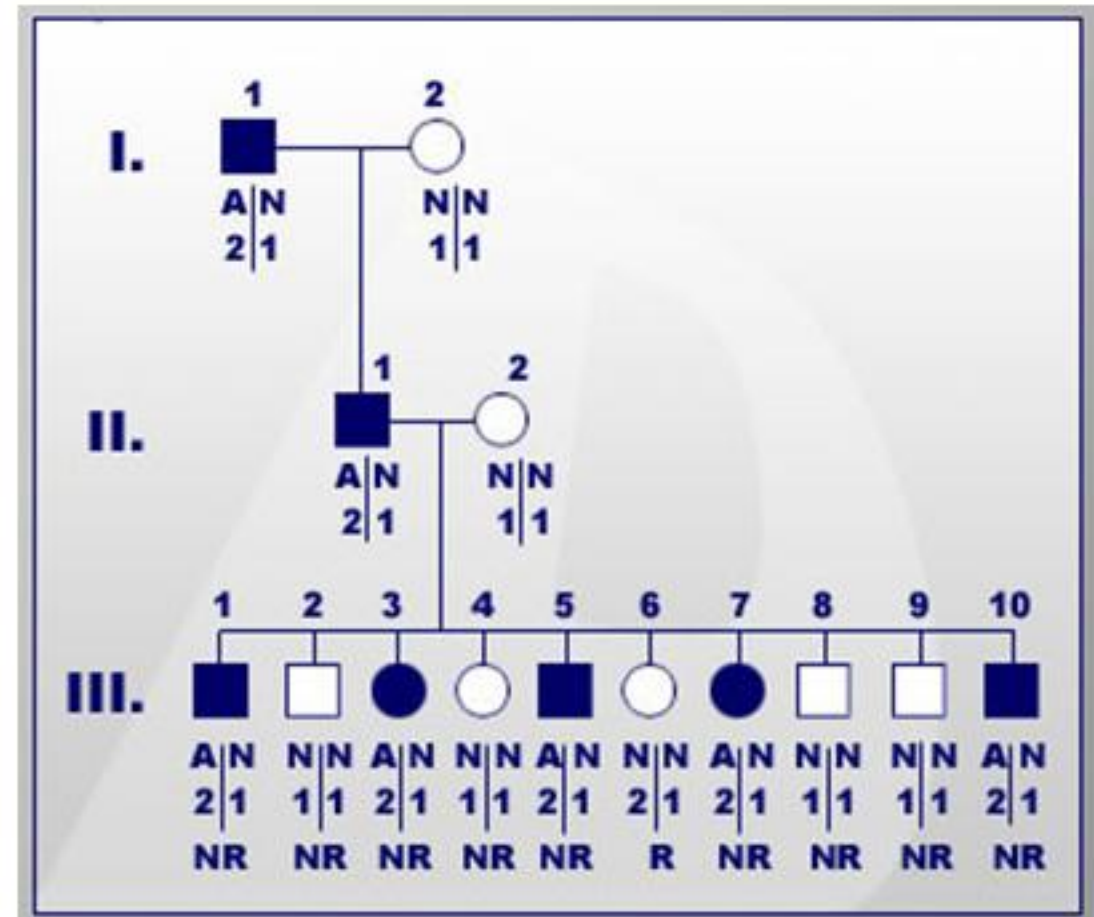 1 2
I.
A|N N|N
2|1 1|1
1 2
II.
A|N N|N
2|1 1|1
1 2 3 4 5 6 7 8 9 10
III.
A|N N|N A|N N|N A|N N|N A|N N|N N|N A|N
2|1 1|1 2|1 1|1 2|1 2|1 2|1 1|1 1|1 2|1
NR NR NR NR NR R NR NR NR NR